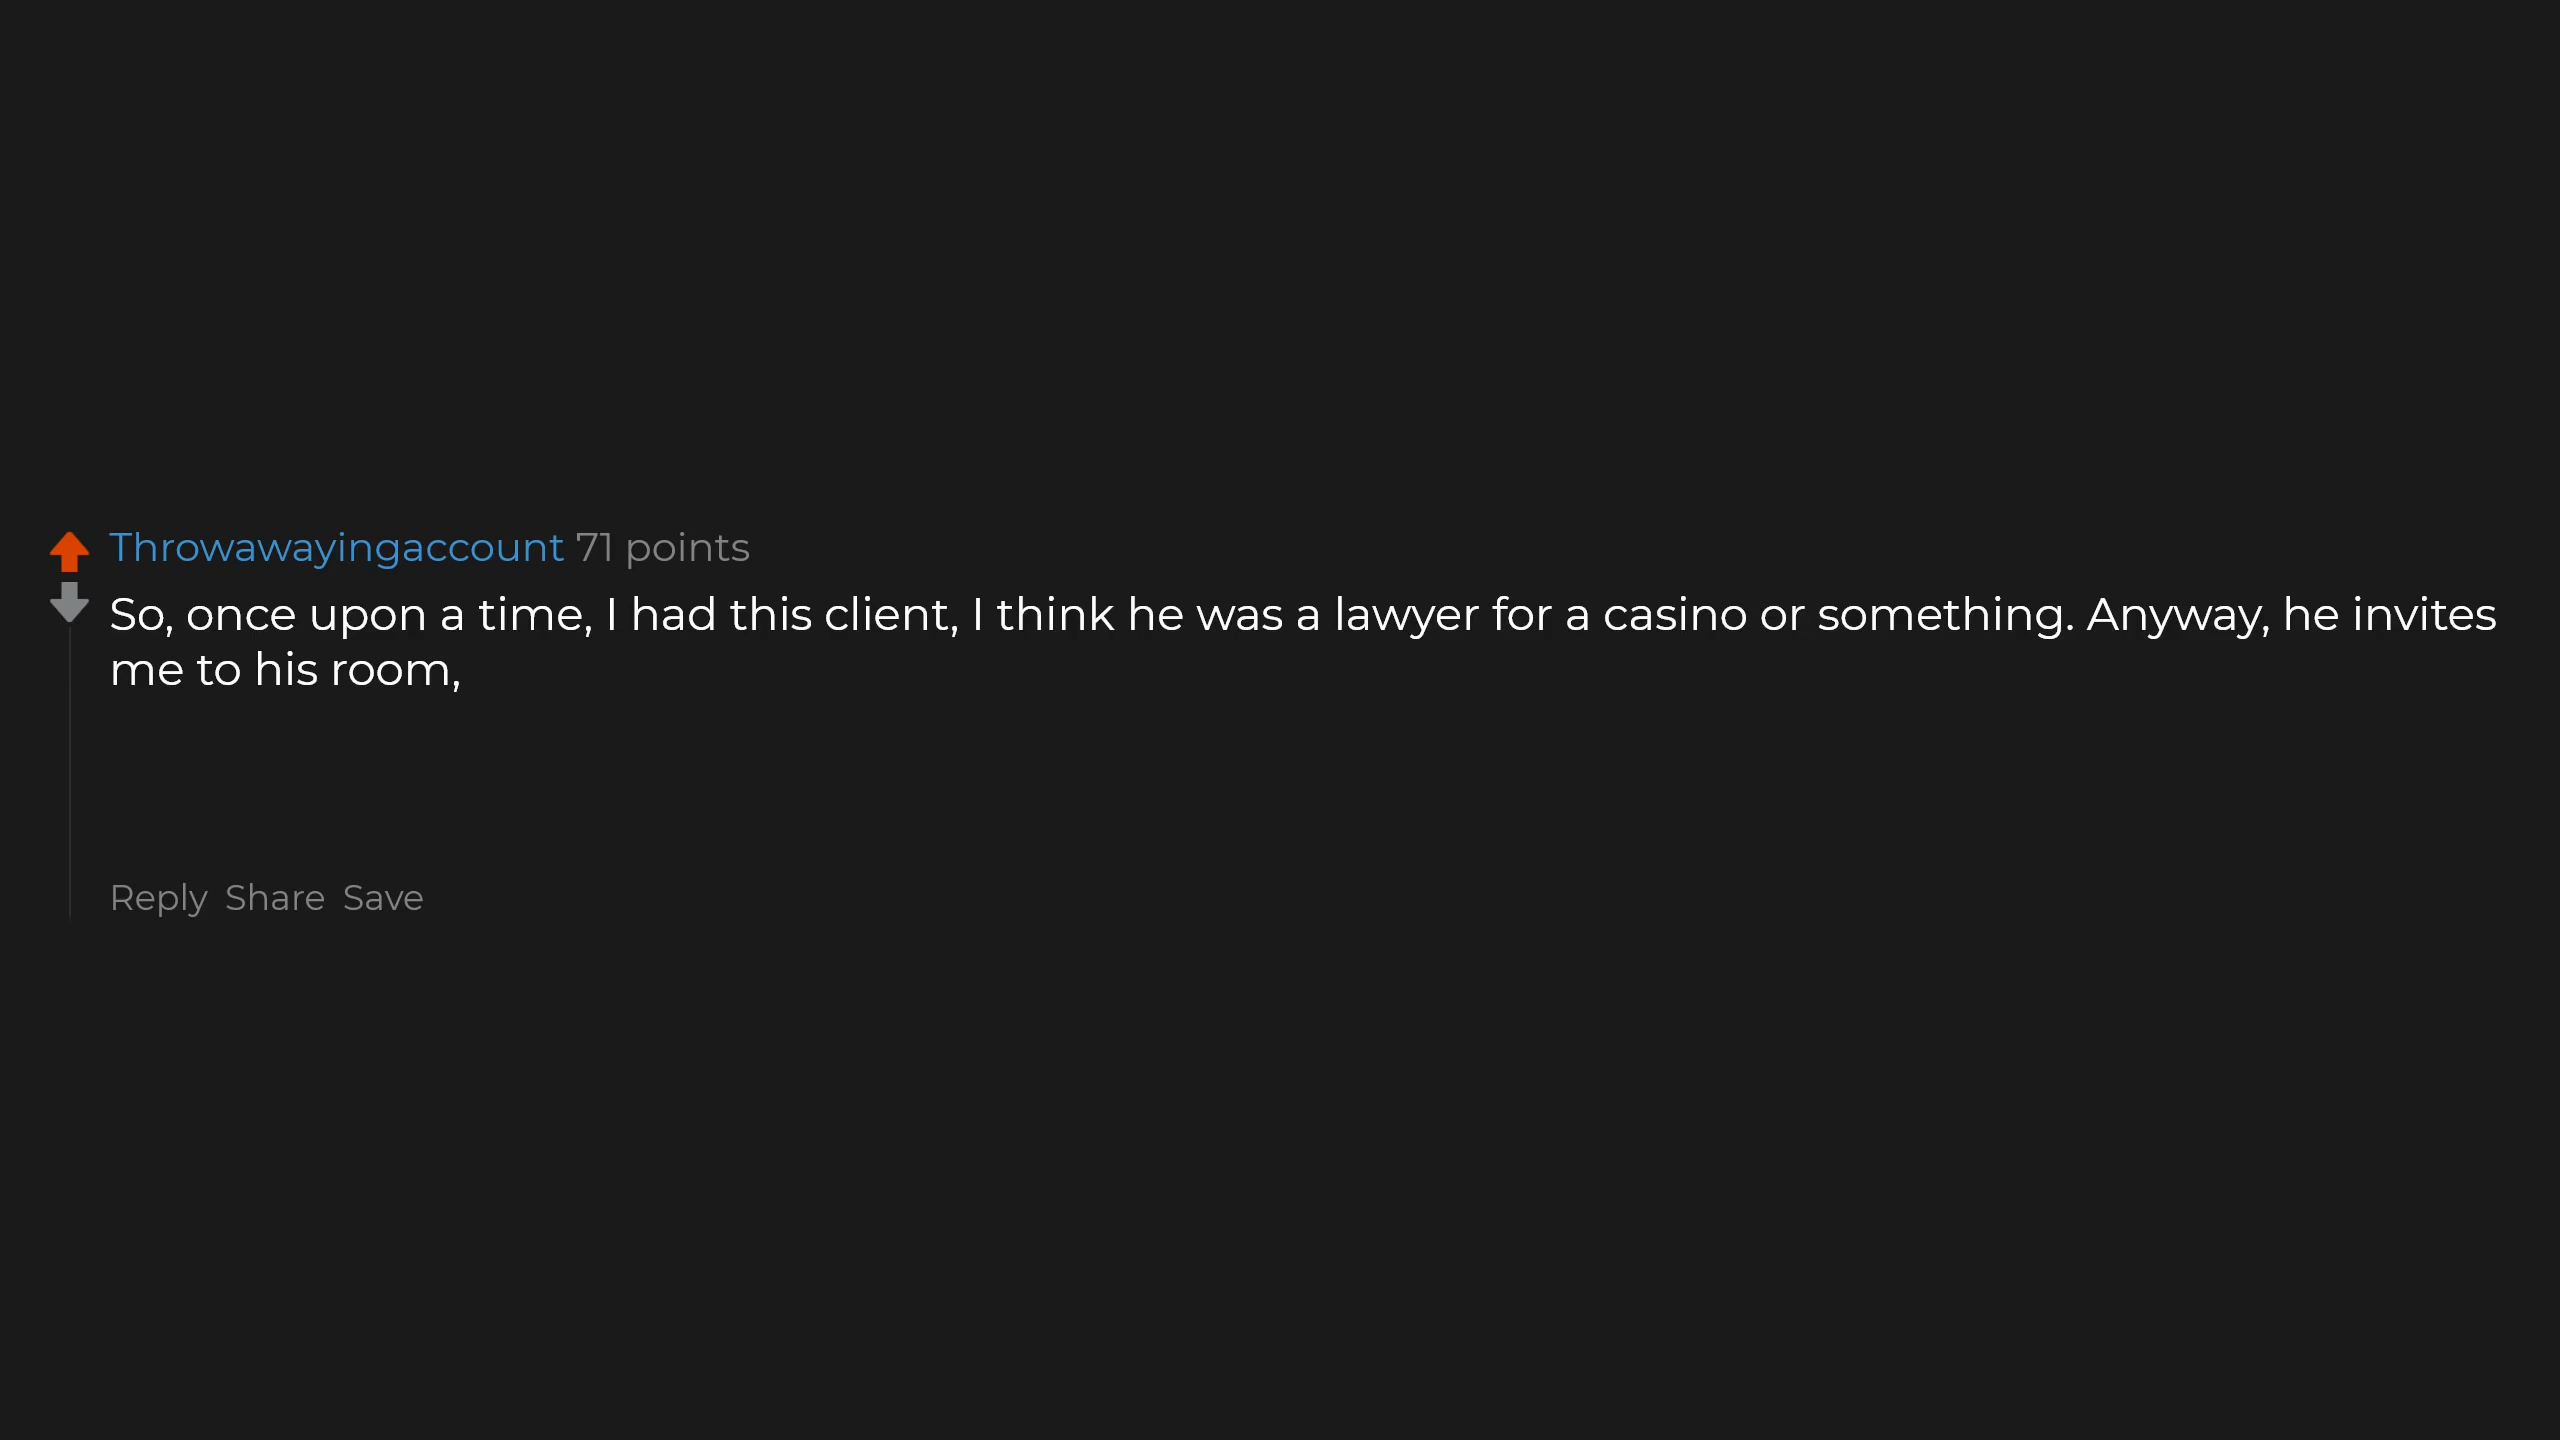 Throwawayingaccount 71 points
So, once upon a time, I had this client, I think he was a lawyer for a casino or something. Anyway, he invites
me to his room,
Reply Share Save